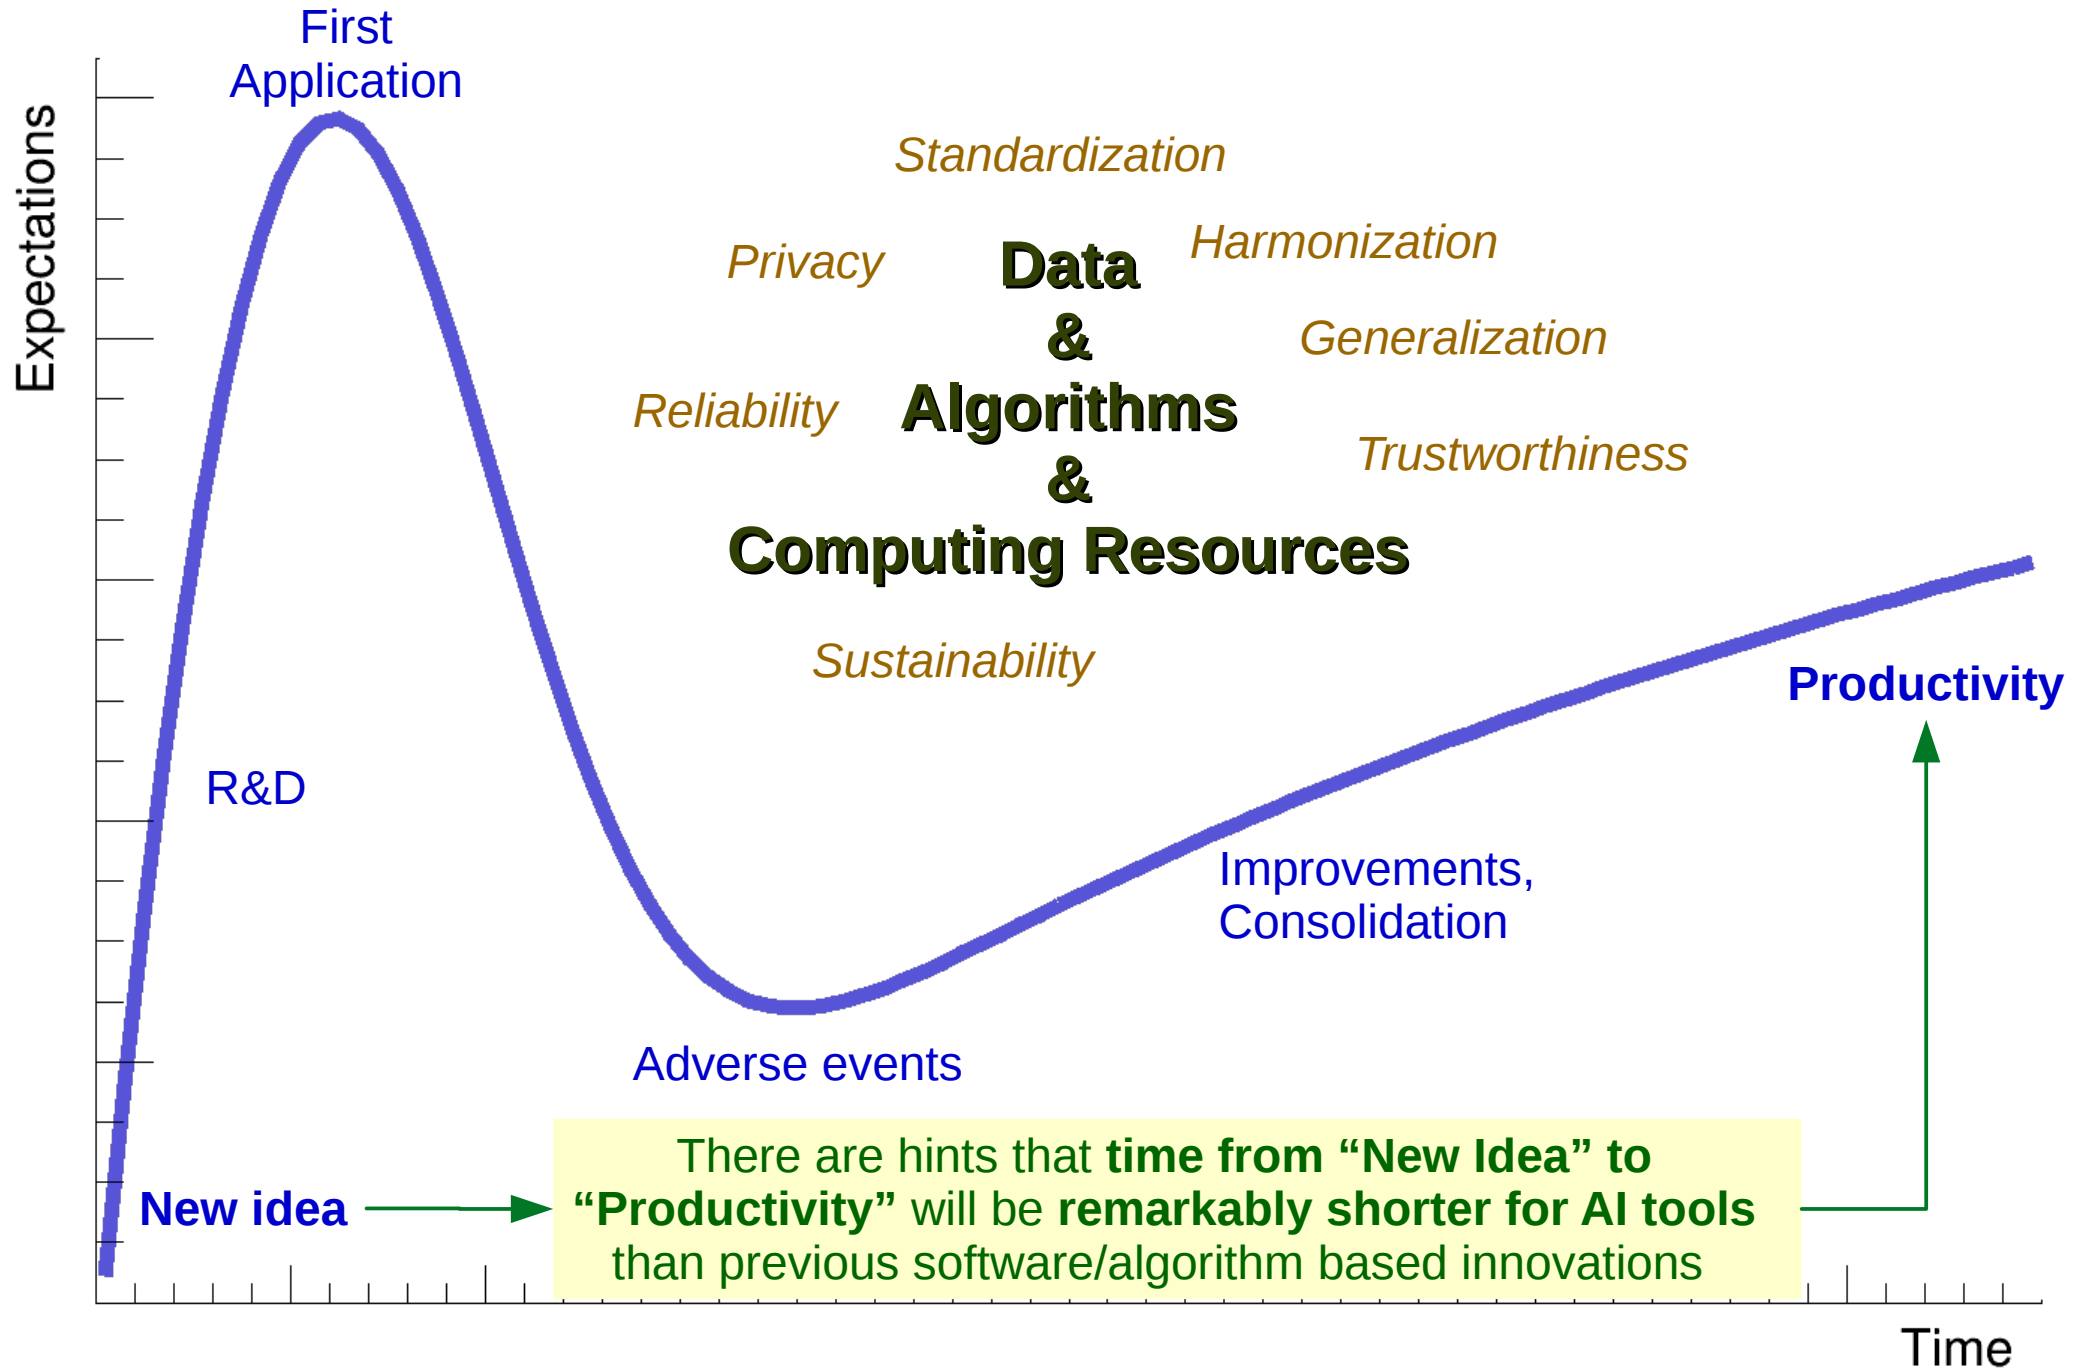 First
Application
Expectations
Standardization
Harmonization
Privacy
Data
&
Generalization
Algorithms
Reliability
Trustworthiness
&
Computing Resources
Sustainability
Productivity
R&D
Improvements,
Consolidation
Adverse events
New idea
There are hints that time from “New Idea” to
“Productivity” will be remarkably shorter for AI tools
than previous software/algorithm based innovations
Time